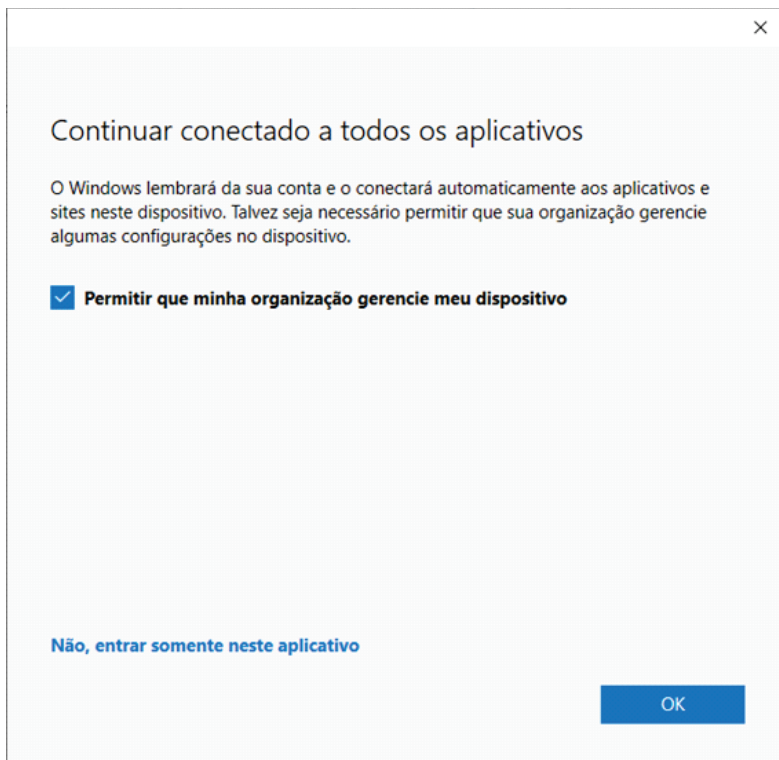 Continuar conectado a todos os aplicativos
O Windows lembrará da sua conta e o conectará automaticamente aos aplicativos e
sites neste dispositivo. Talvez seja necessário permitir que sua organização gerencie
algumas configurações no dispositivo.
Permitir que minha organização gerencie meu dispositivo
Não, entrar somente neste aplicativo
OK